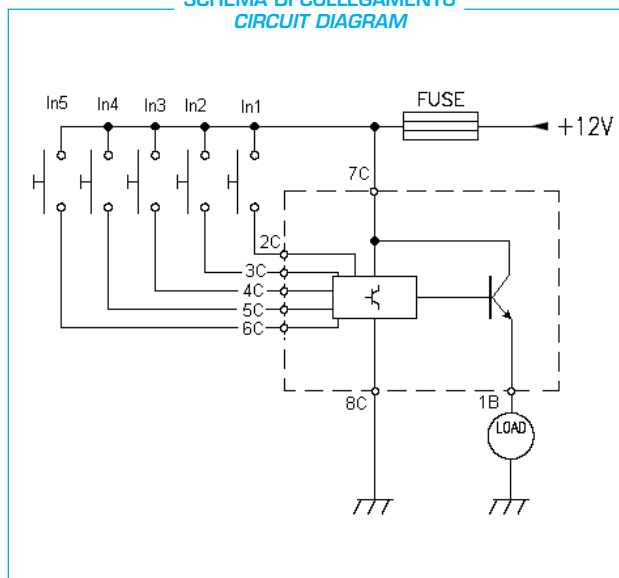 SCHEMA DI COLLEGAMENTO
CIRCUIT DIAGRAM
In5 In4 In3 In2 In1
FUSE
+12V
7C
2C
3C
4C
5C
6C
8C
1B
LOAD